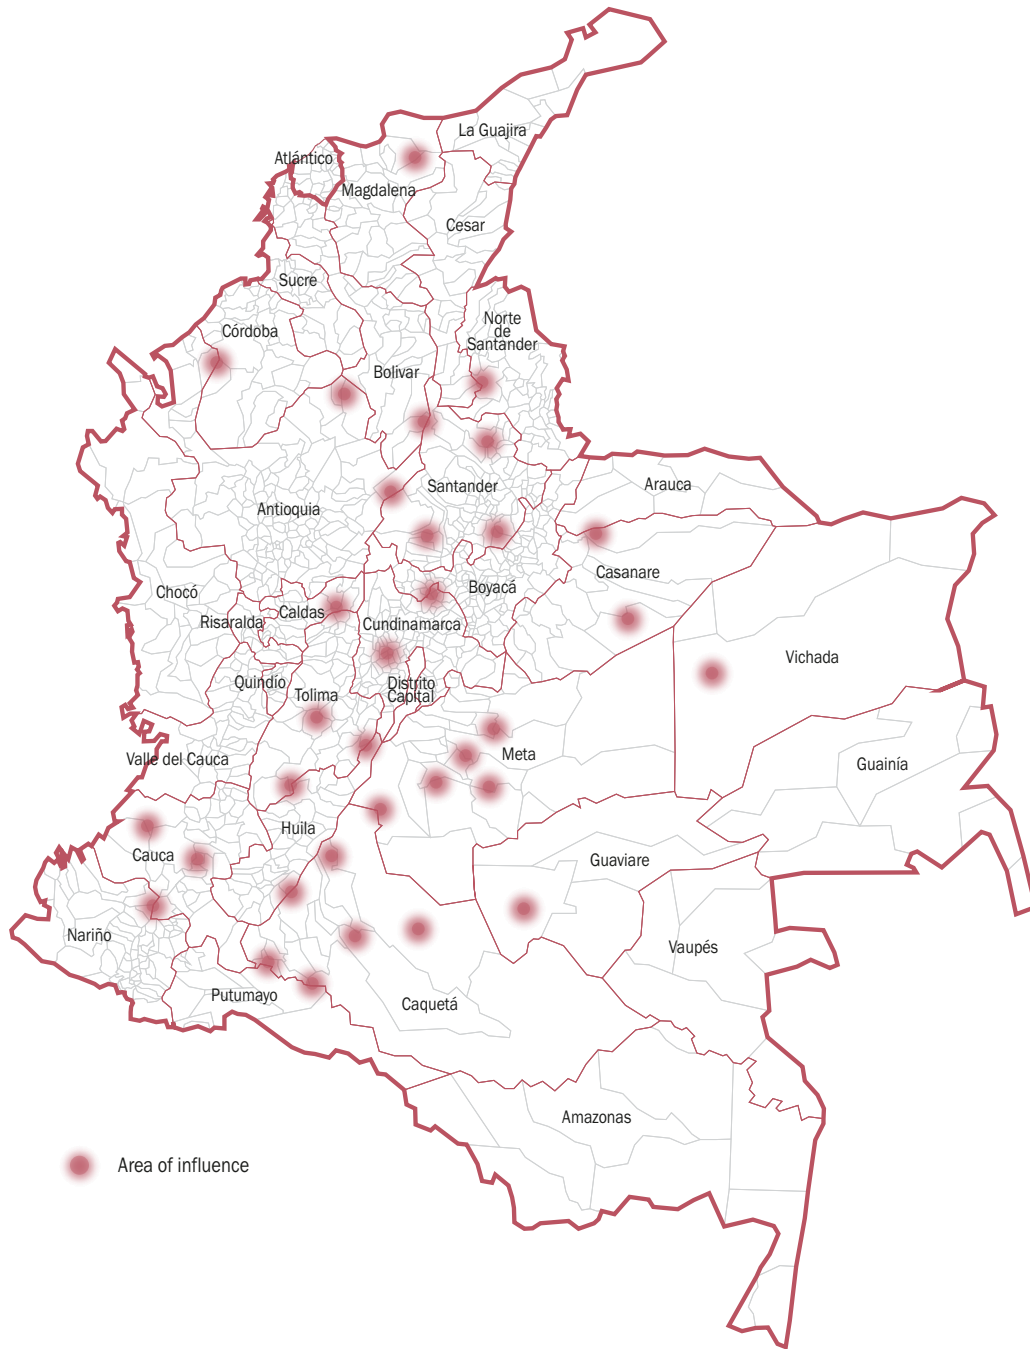 La Guajira
Atlántico
Magdalena
Cesar
Sucre
Norte
de
Santander
Córdoba
Bolivar
Santander
Arauca
Antioquia
Casanare
Boyacá
Chocó
Caldas
Risaralda
Cundinamarca
Vichada
Quindío
Distrito
Capital
Tolima
Meta
Valle del Cauca
Guainía
Huila
Cauca
Guaviare
Nariño
Vaupés
Putumayo
Caquetá
Amazonas
Area of influence